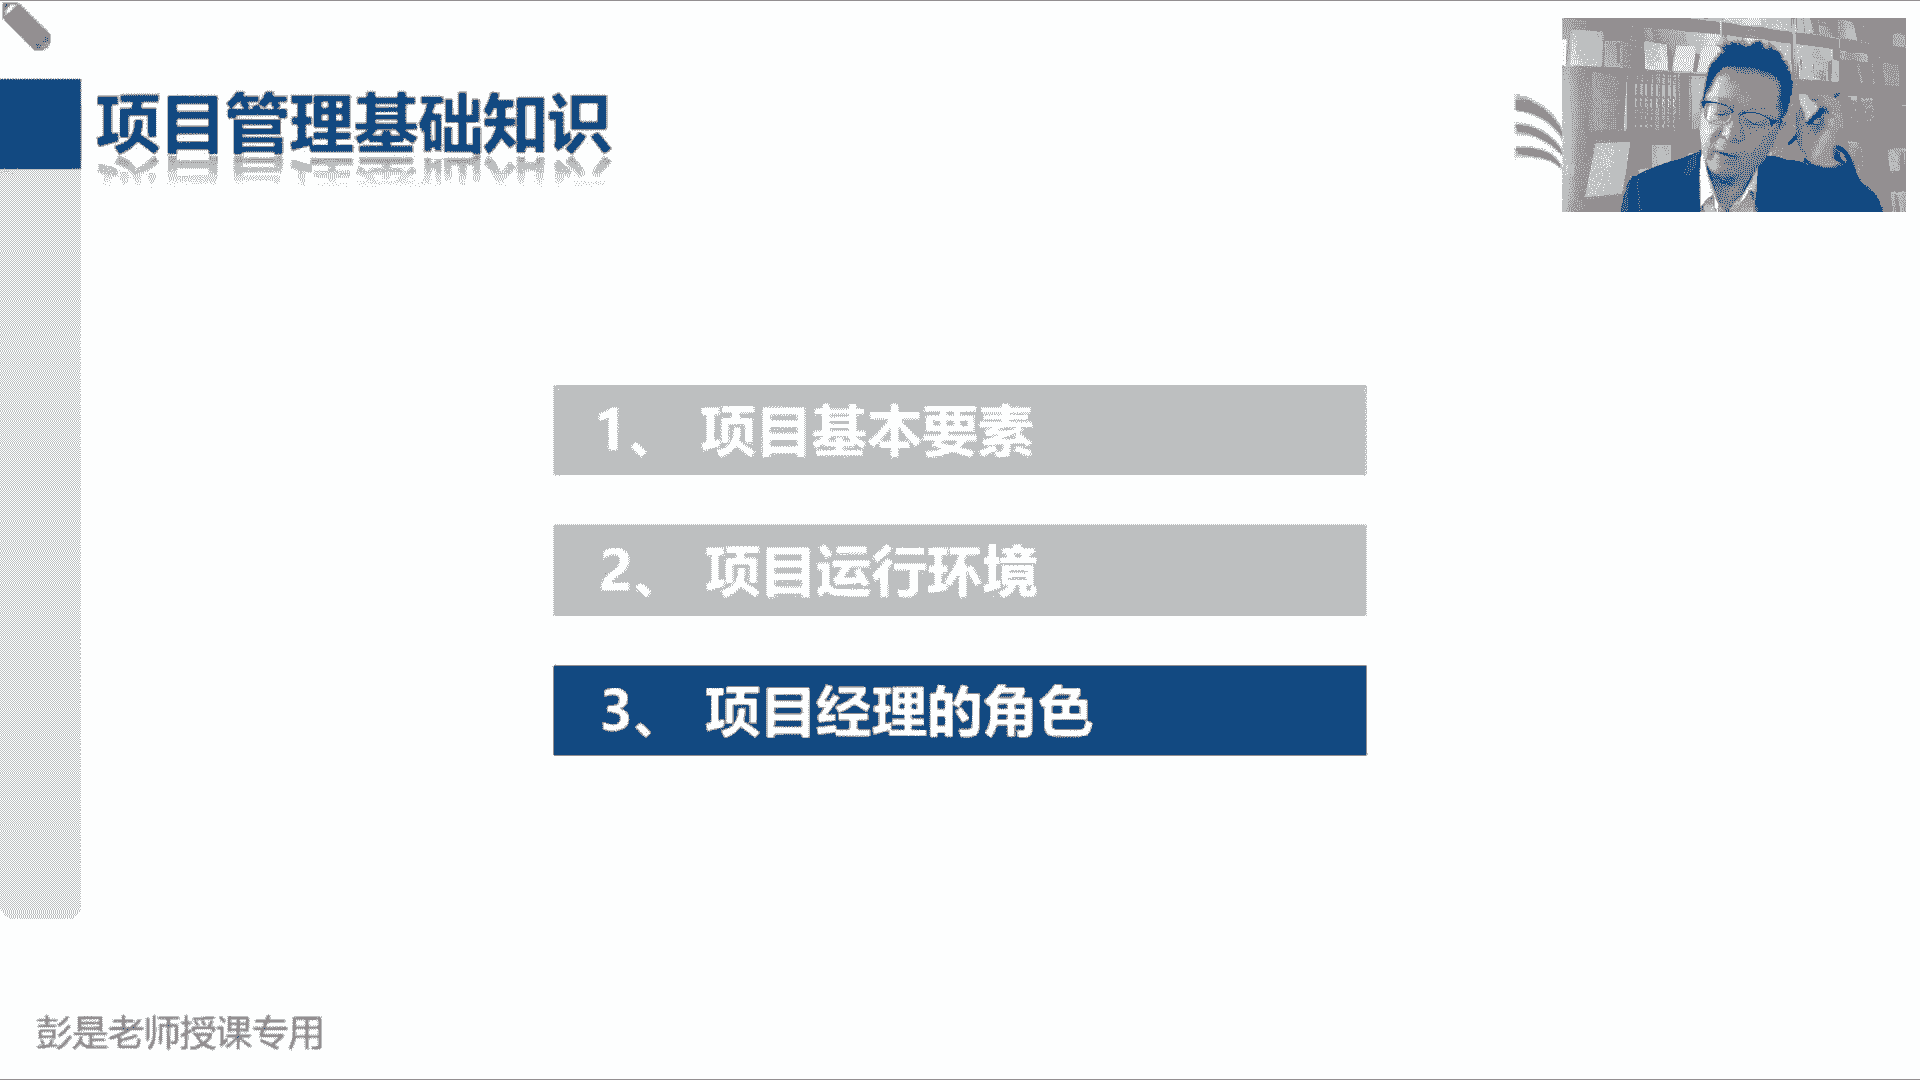 项目管理基础知识
1、 项目基本要素
2、 项目运行环境
3、 项目经理的角色
彭是老师授课专用